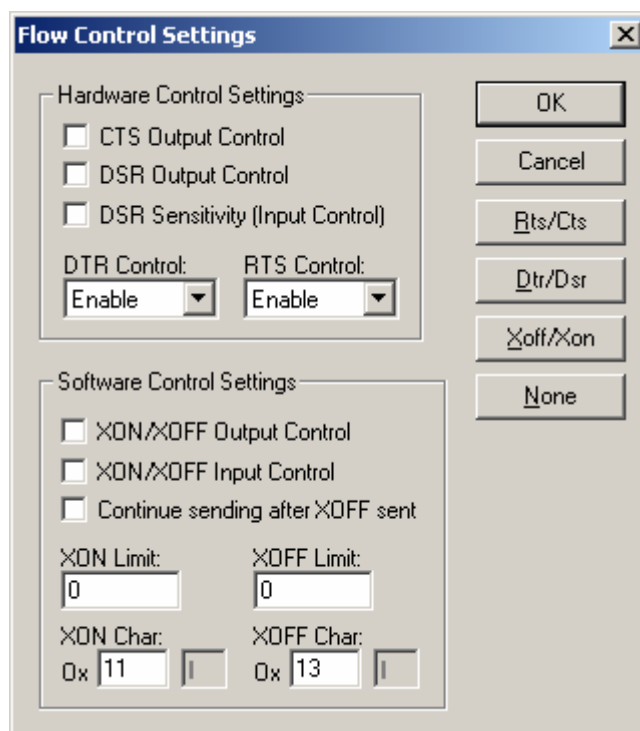 Flow Control Settings
Hardware Control Settings
CTS Output Control
DSR Output Control
DSR Sensitivity (Input Control)
DTR Control: RTS Control:
Enable Enable
OK
Cancel
Rts/Cts
Dtr/Dsr
Xoff/Xon
None
Software Control Settings
XON/XOFF Output Control
XON/XOFF Input Control
Continue sending after XOFF sent
XON Limit: XOFF Limit:
0 0
XON Char: XOFF Char:
0x 11 0x 13